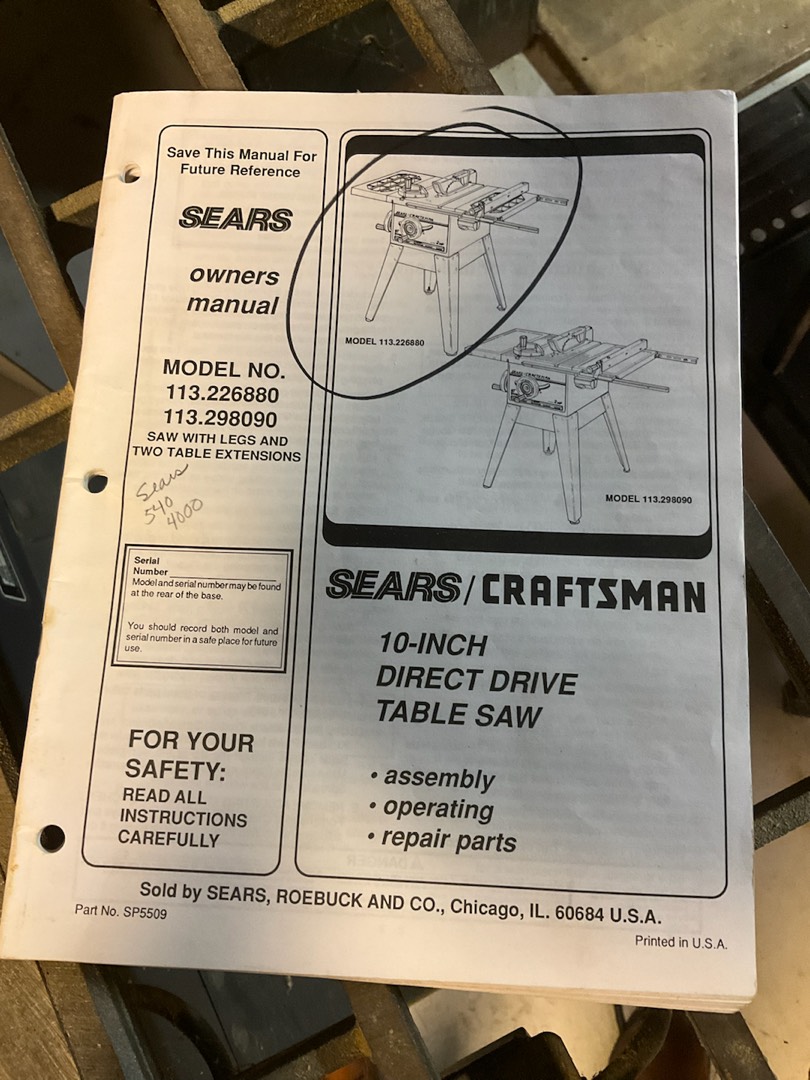 Save This Manual For
Future Reference
SEARS
owners
manual
MODEL NO.
113.226880
113.298090
SAW WITH LEGS AND
TWO TABLE EXTENSIONS
Sears
540
4000
Serial
Number
Model and serial number may be found
at the rear of the base.
You should record both model and
serial number in a safe place for future
use.
FOR YOUR
SAFETY:
READ ALL
INSTRUCTIONS
CAREFULLY
MODEL 113.226880
MODEL 113.298090
SEARS/CRAFTSMAN
10-INCH
DIRECT DRIVE
TABLE SAW
• assembly
• operating
• repair parts
Sold by SEARS, ROEBUCK AND CO., Chicago, IL. 60684 U.S.A.
Part No. SP5509
Printed in U.S.A.